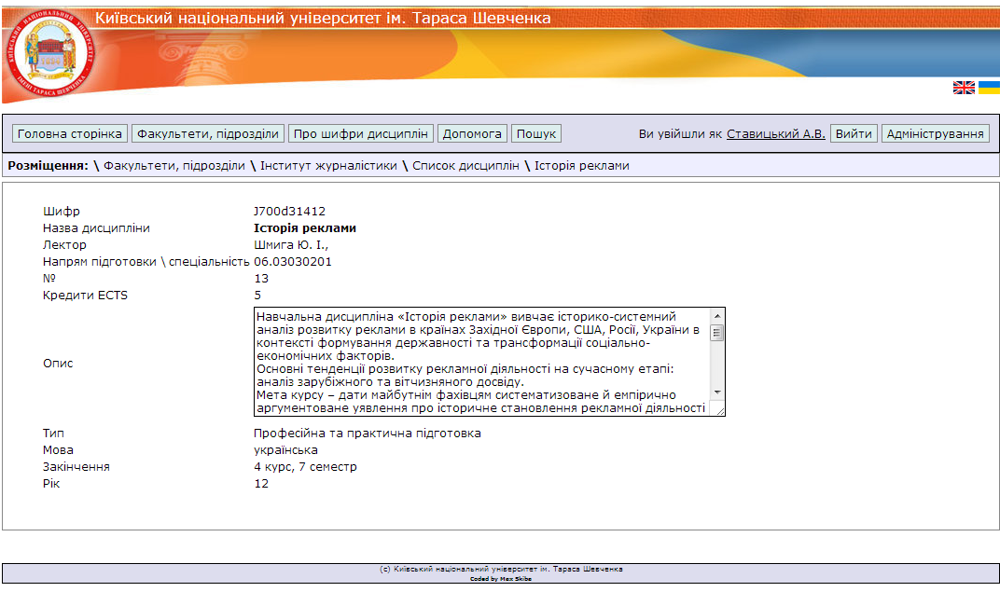 Київський національний університет ім. Тараса Шевченка
Головна сторінка Факультети, підрозділи Про шифри дисциплін Допомога Пошук Ви увійшли як Ставицький А.В. Вийти Адміністрування
Розміщення: \ Факультети, підрозділи \ Інститут журналістики \ Список дисциплін \ Історія реклами
Шифр J700d31412
Назва дисципліни Історія реклами
Лектор Шмига Ю. І.,
Напрям підготовки \ спеціальність 06.03030201
№ 13
Кредити ECTS 5
Опис
Навчальна дисципліна «Історія реклами» вивчає історико-системний
аналіз розвитку реклами в країнах Західної Європи, США, Росії, України в
контексті формування державності та трансформації соціально-
економічних факторів.
Основні тенденції розвитку рекламної діяльності на сучасному етапі:
аналіз зарубіжного та вітчизняного досвіду.
Мета курсу – дати майбутнім фахівцям систематизоване й емпірично
аргументоване уявлення про історичне становлення рекламної діяльності
Тип Професійна та практична підготовка
Мова українська
Закінчення 4 курс, 7 семестр
Рік 12
(c) Київський національний університет ім. Тараса Шевченка
Coded by Max Skibe